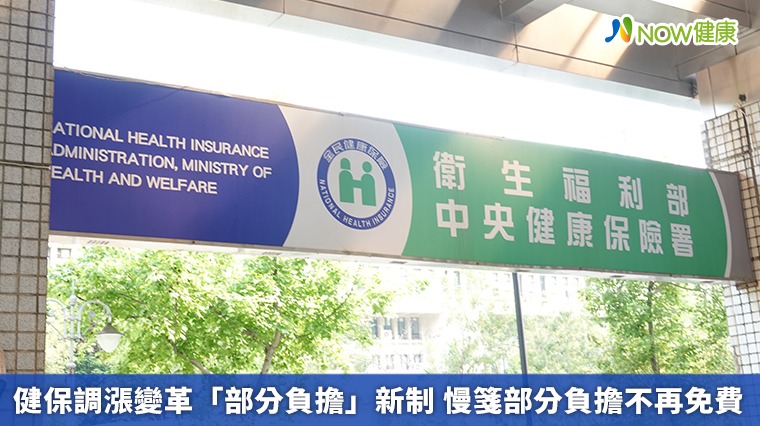 NOW健康
ATIONAL HEALTH INSURANCE
DMINISTRATION, MINISTRY OF
EALTH AND WELFARE
全民健康保險
NATIONAL HEALTH INSURANCE
衛生福利部
中央健康保險署
健保調漲變革「部分負擔」新制 慢箋部分負擔不再免費